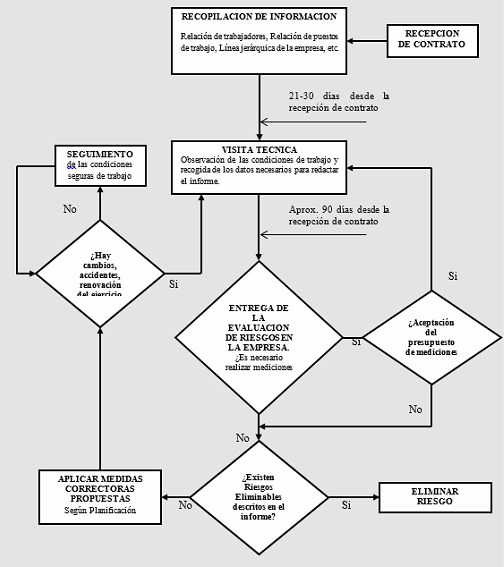 RECOPILACION DE INFORMACION
Relación de trabajadores, Relación de puestos
de trabajo, Línea jerárquica de la empresa, etc.
RECEPCION
DE CONTRATO
21-30 días desde la
recepción de contrato
VISITA TECNICA
Observación de las condiciones de trabajo y
recogida de los datos necesarios para redactar
el informe.
SEGUIMIENTO
de las condiciones
seguras de trabajo
No
Aprox. 90 días desde la
recepción de contrato
¿Hay
cambios,
accidentes,
renovación
del ejercicio
Si
Si
ENTREGA DE
LA
EVALUACION
DE RIESGOS EN
LA EMPRESA.
¿Es necesario
realizar mediciones
Si
¿Aceptación
del
presupuesto
de mediciones
No
No
APLICAR MEDIDAS
CORRECTORAS
PROPUESTAS
Según Planificación
No
¿Existen
Riesgos
Eliminables
descritos en el
informe?
Si
ELIMINAR
RIESGO